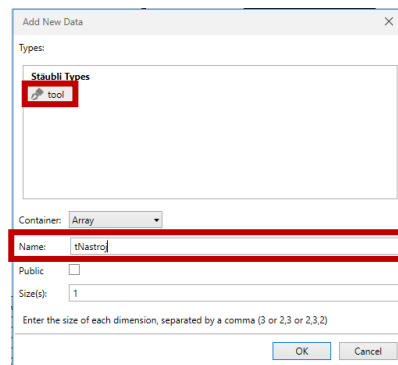 Add New Data
Types:
Stäubli Types
tool
Container: Array
Name: tNastroj
Public
Size(s): 1
Enter the size of each dimension, separated by a comma (3 or 2,3 or 2,3,2)
OK Cancel